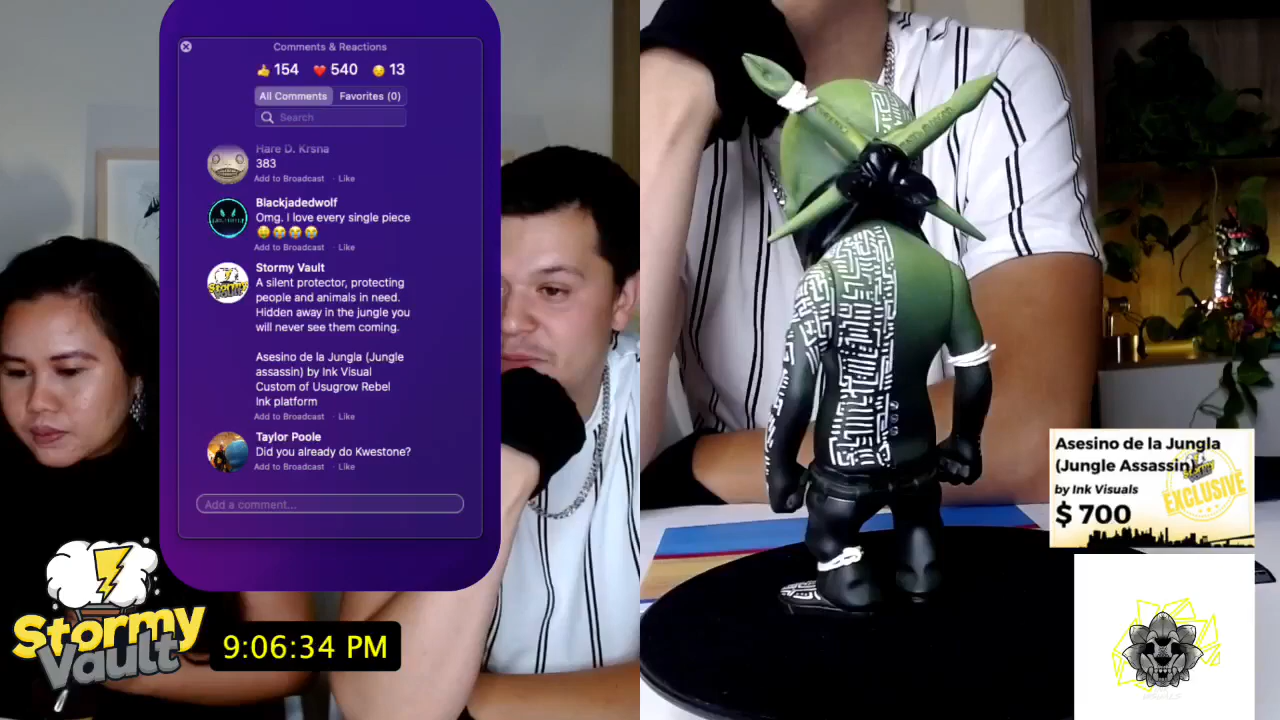 Comments & Reactions
154 540 13
All Comments Favorites (0)
Search
Hare D. Krsna
383
Add to Broadcast · Like
Blackjadedwolf
Omg. I love every single piece
Add to Broadcast · Like
Stormy Vault
A silent protector, protecting
people and animals in need.
Hidden away in the jungle you
will never see them coming.
Asesino de la Jungla (Jungle
assassin) by Ink Visual
Custom of Usugrow Rebel
Ink platform
Add to Broadcast · Like
Taylor Poole
Did you already do Kwestone?
Add to Broadcast · Like
Add a comment...
Stormy
Vault
9:06:34 PM
Asesino de la Jungla
(Jungle Assassin)
by Ink Visuals
$ 700
Stormy
Vault
EXCLUSIVE